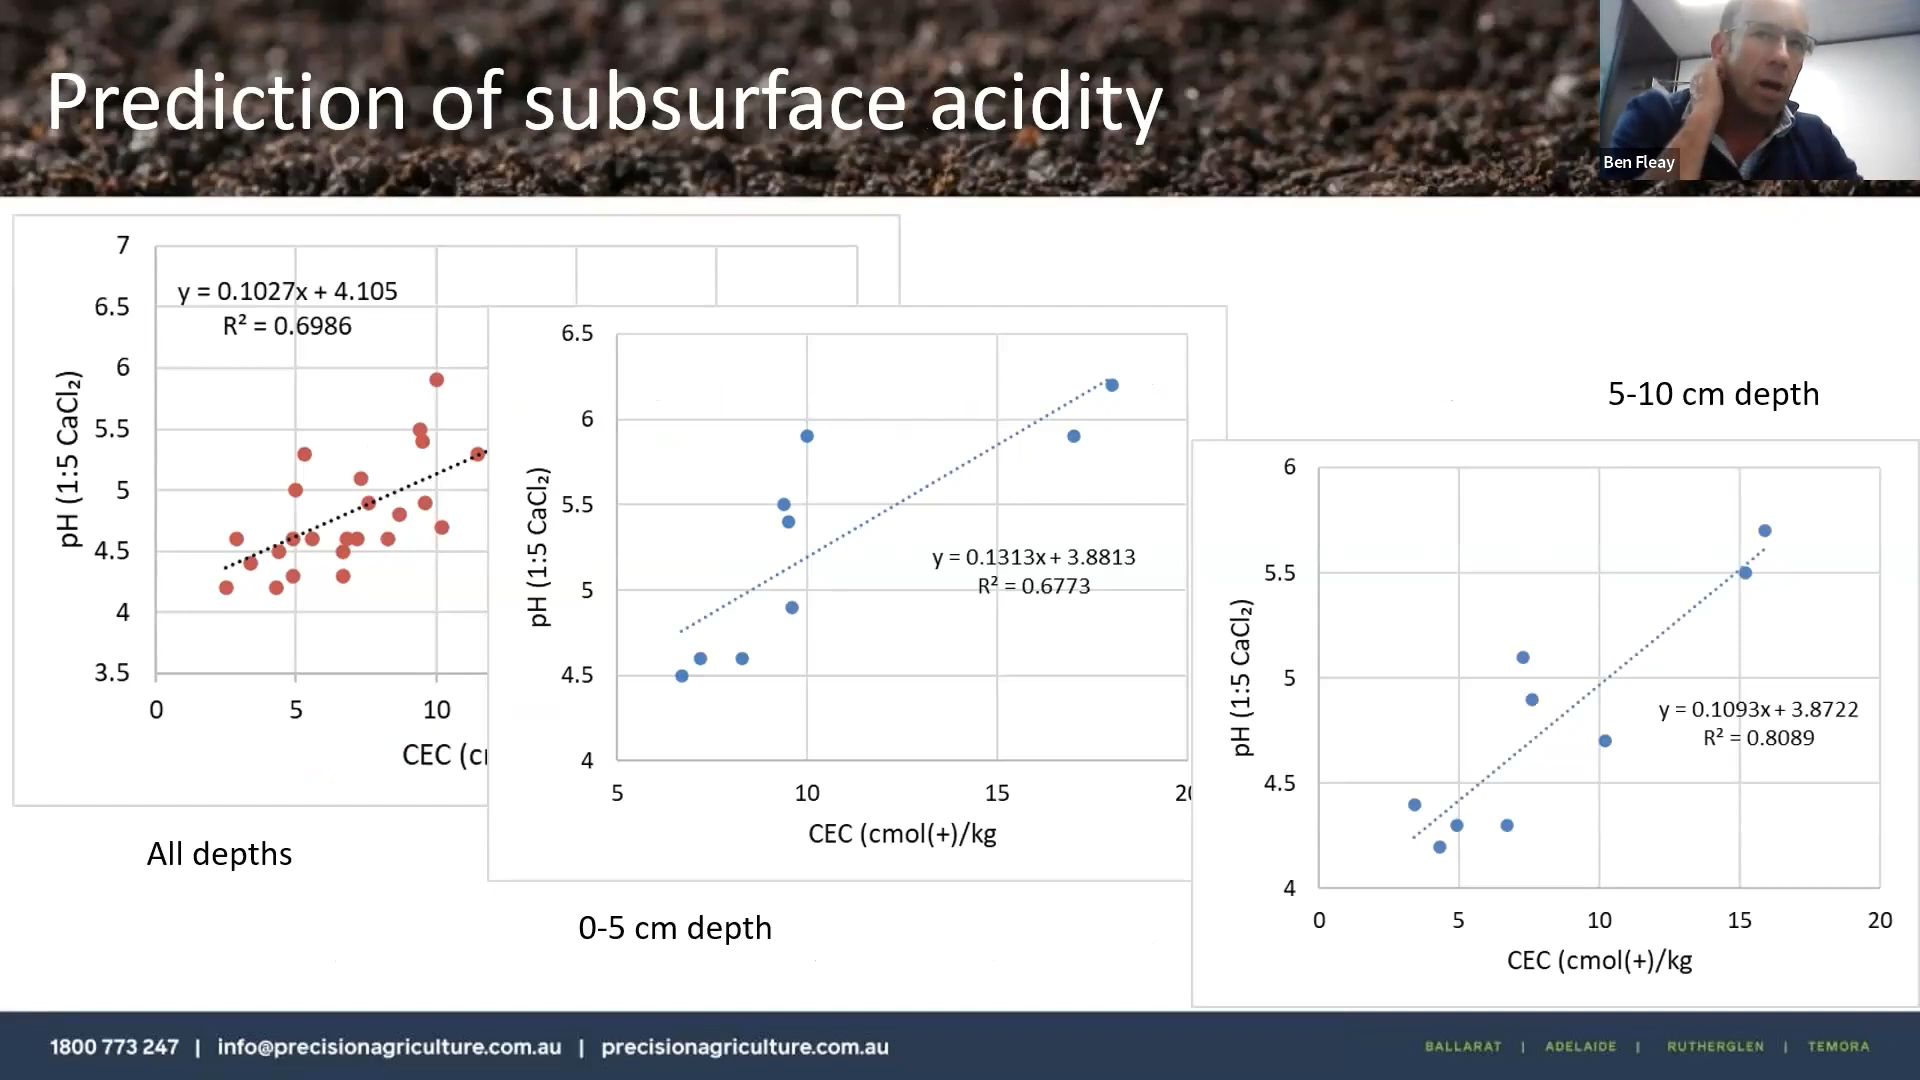 Prediction of subsurface acidity
Ben Fleay
7
6.5
6
5.5
5
4.5
4
3.5
y = 0.1027x + 4.105
R² = 0.6986
pH (1:5 CaCl₂)
0
5
10
CEC (c
All depths
6.5
6
5.5
5
4.5
4
y = 0.1313x + 3.8813
R² = 0.6773
pH (1:5 CaCl₂)
5
10
15
20
CEC (cmol(+)/kg
0-5 cm depth
5-10 cm depth
6
5.5
5
4.5
4
y = 0.1093x + 3.8722
R² = 0.8089
pH (1:5 CaCl₂)
0
5
10
15
20
CEC (cmol(+)/kg
1800 773 247 | info@precisionagriculture.com.au | precisionagriculture.com.au
BALLARAT | ADELAIDE | RUTHERGLEN | TEMORA